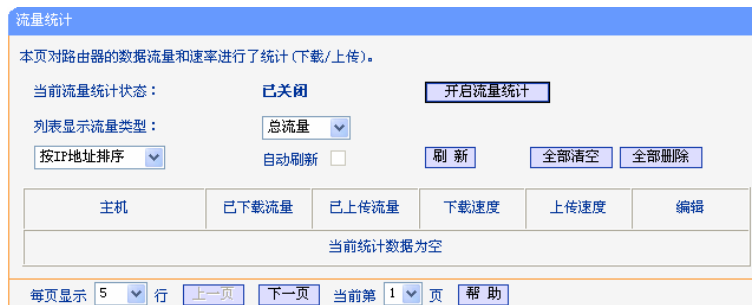 流量统计
本页对路由器的数据流量和速率进行了统计(下载/上传)。
当前流量统计状态： 已关闭 开启流量统计
列表显示流量类型： 总流量
按IP地址排序 自动刷新 刷 新 全部清空 全部删除
主机 已下载流量 已上传流量 下载速度 上传速度 编辑
当前统计数据为空
每页显示 5 行 上一页 下一页 当前第 1 页 帮 助